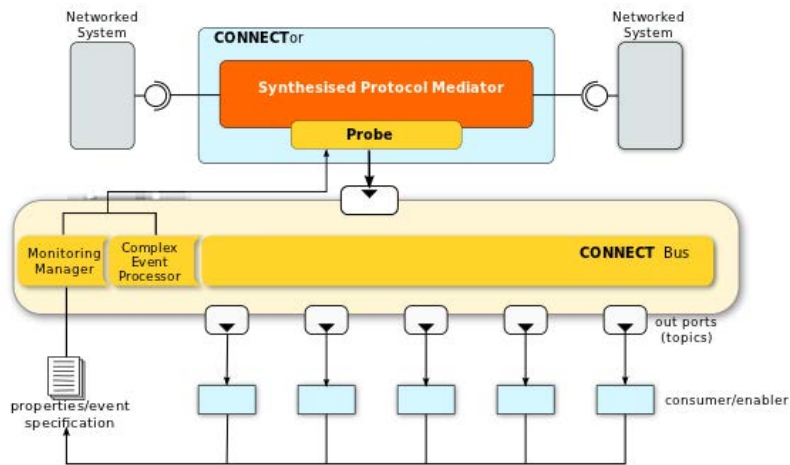 Networked
System
CONNECTor
Synthesised Protocol Mediator
Probe
Networked
System
Monitoring
Manager
Complex
Event
Processor
CONNECT Bus
out ports
(topics)
properties/event
specification
consumer/enabler